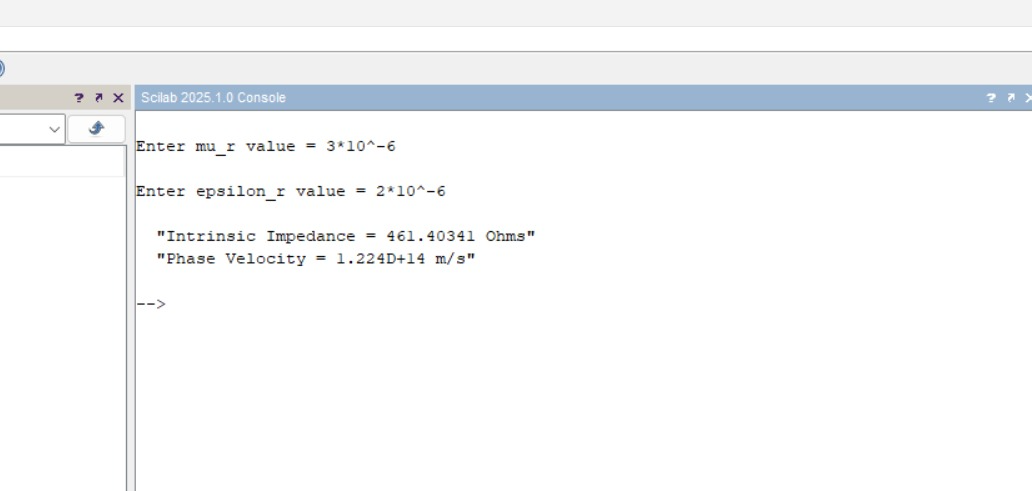 Scilab 2025.1.0 Console
Enter mu_r value = 3*10^-6
Enter epsilon_r value = 2*10^-6
"Intrinsic Impedance = 461.40341 Ohms"
"Phase Velocity = 1.224D+14 m/s"
-->